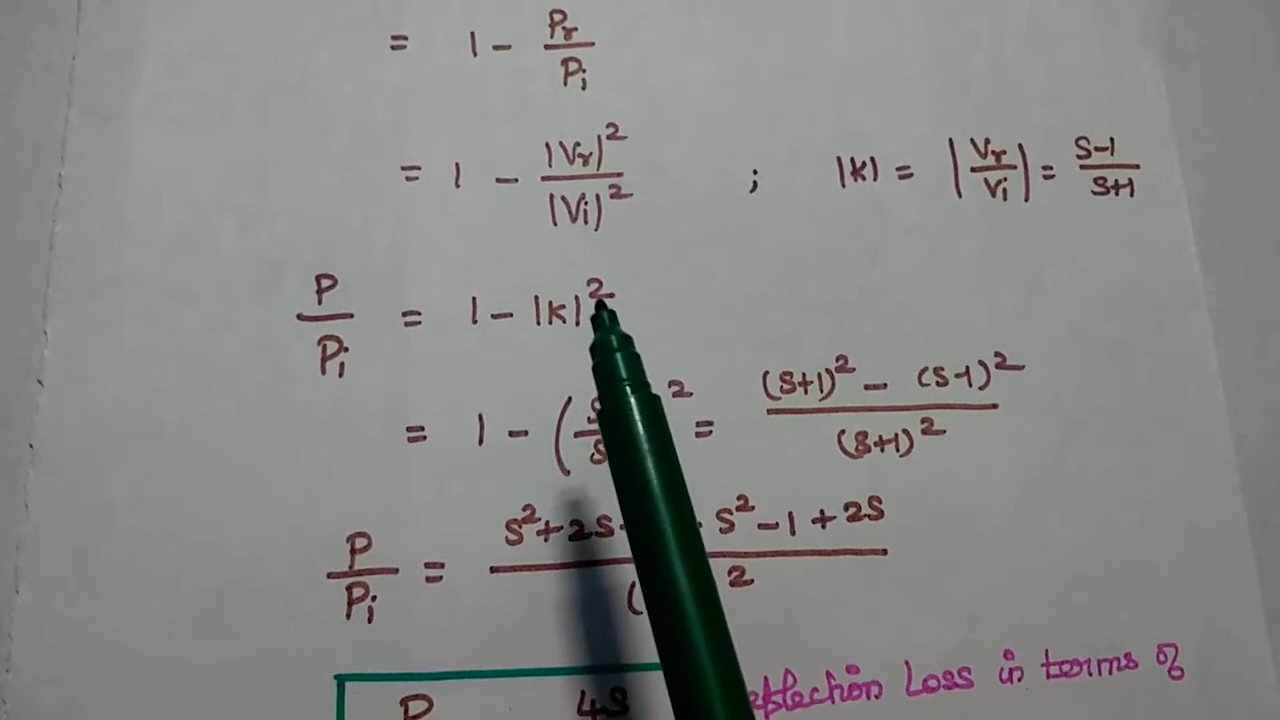 = 1 - Pr/Pi
= 1 - |Vr|²/|Vi|² ; |K| = |Vr/Vi| = S-1/S+1
P/Pi = 1 - |K|²
= 1 - ( ² = (S+1)² - (S-1)²/(S+1)²
P/Pi = S²+2S S²-1+2S/( 2
P 4S Loss in terms of